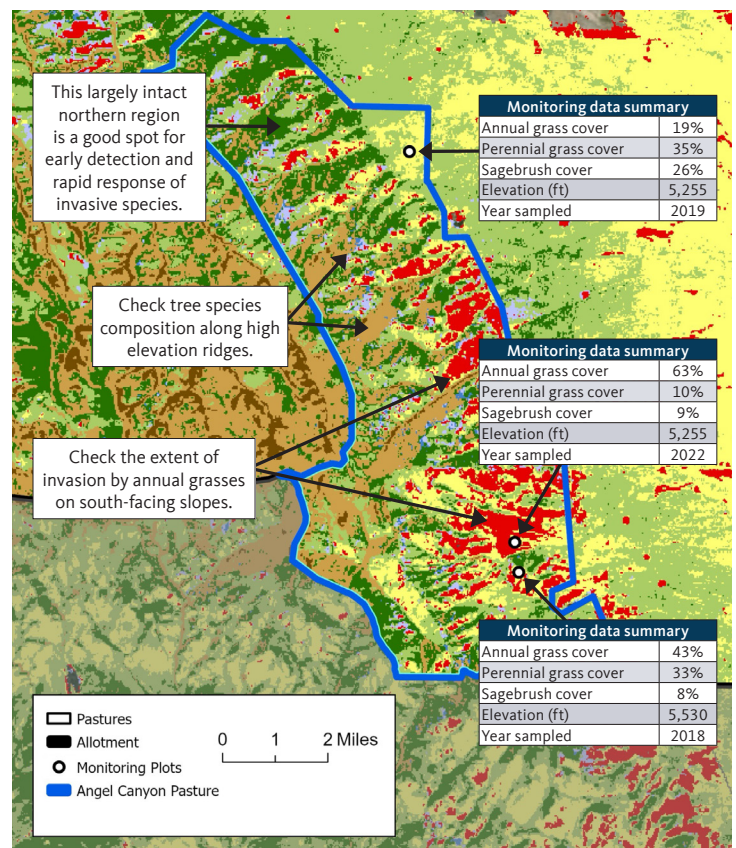 This largely intact
northern region
is a good spot for
early detection and
rapid response of
invasive species.
Monitoring data summary
Annual grass cover 19%
Perennial grass cover 35%
Sagebrush cover 26%
Elevation (ft) 5,255
Year sampled 2019
Check tree species
composition along high
elevation ridges.
Monitoring data summary
Annual grass cover 63%
Perennial grass cover 10%
Sagebrush cover 9%
Elevation (ft) 5,255
Year sampled 2022
Check the extent of
invasion by annual grasses
on south-facing slopes.
Monitoring data summary
Annual grass cover 43%
Perennial grass cover 33%
Sagebrush cover 8%
Elevation (ft) 5,530
Year sampled 2018
Pastures
Allotment
Monitoring Plots
Angel Canyon Pasture
0 1 2 Miles